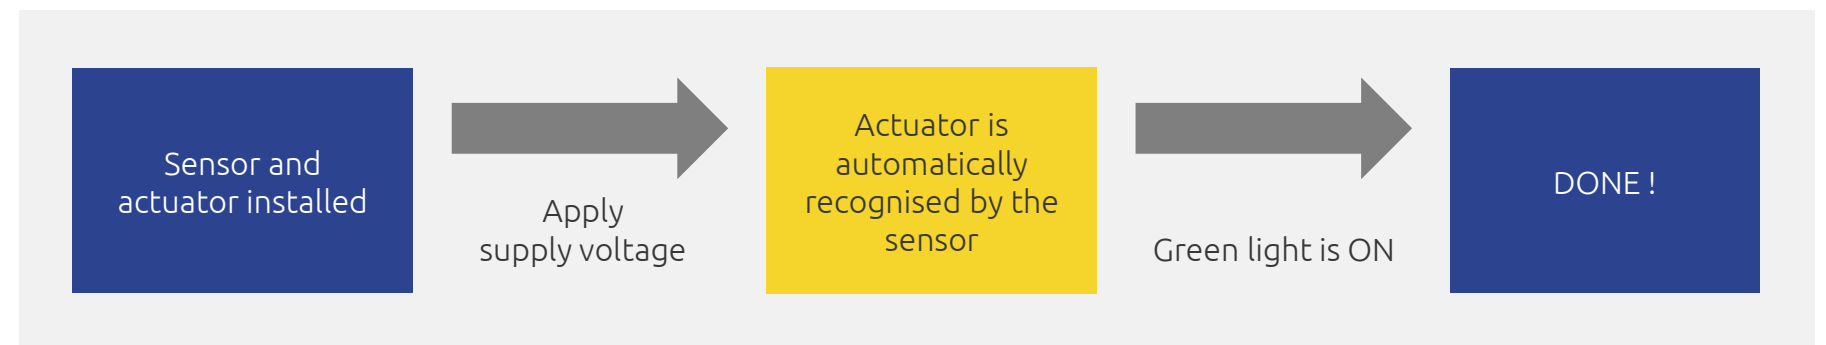 Sensor and
actuator installed
Apply
supply voltage
Actuator is
automatically
recognised by the
sensor
Green light is ON
DONE !